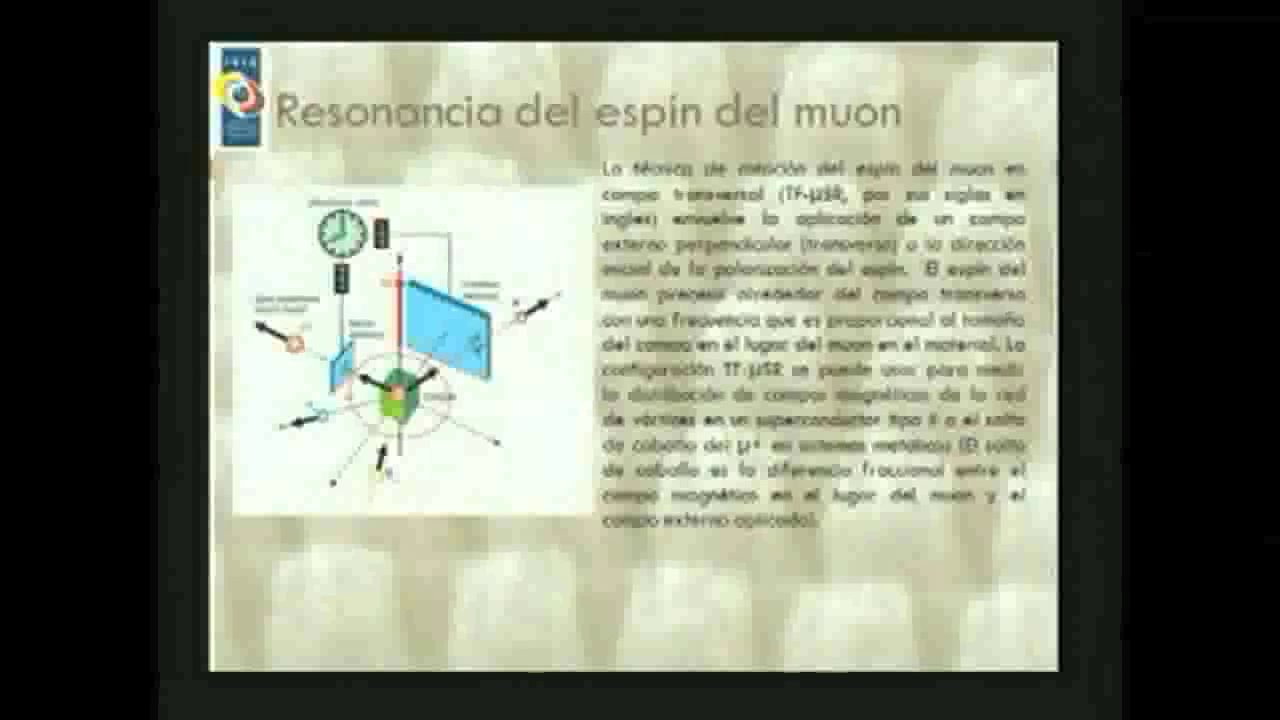 Resonancia del espín del muon
La técnica de rotación del espín del muon en
campo transversal (TF-µSR, por sus siglas en
ingles) envuelve la aplicación de un campo
externo perpendicular (transverso) a la dirección
inicial de la polarización del espín. El espín del
muon precesa alrededor del campo transverso
con una frecuencia que es proporcional al tamaño
del campo en el lugar del muon en el material. La
configuración TF-µSR se puede usar para medir
la distribución de campos magnéticos de la red
de vórtices en un superconductor tipo II o el salto
de caballo del µ+ en sistemas metálicos (El salto
de caballo es la diferencia fraccional entre el
campo magnético en el lugar del muon y el
campo externo aplicado).